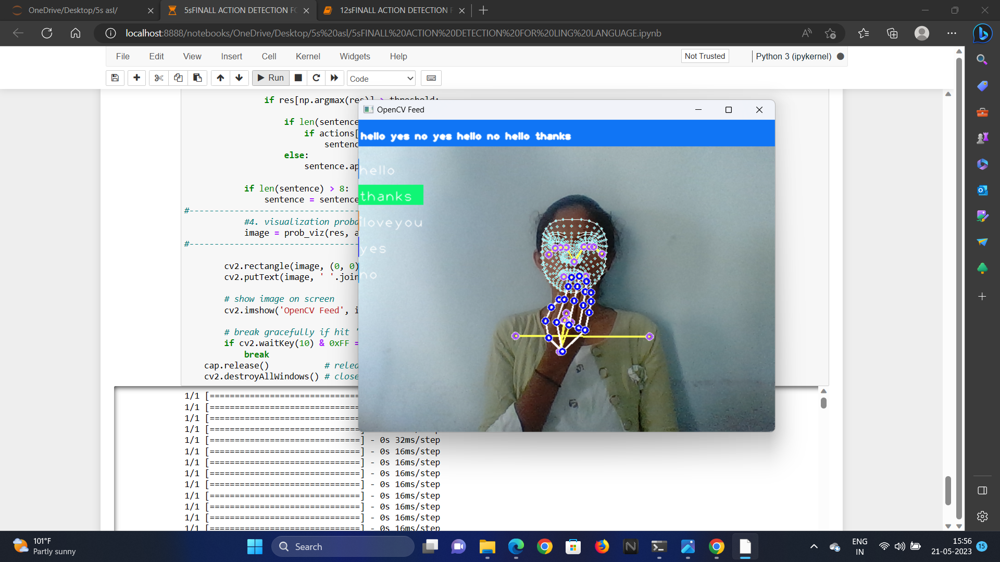 OneDrive/Desktop/5s asl/
5sFINALL ACTION DETECTION FO
12sFINALL ACTION DETECTION F
localhost:8888/notebooks/OneDrive/Desktop/5s%20asl/5sFINALL%20ACTION%20DETECTION%20FOR%20LING%20LANGUAGE.ipynb
File Edit View Insert Cell Kernel Widgets Help
Not Trusted
Python 3 (ipykernel)
Run
Code
if res[np.argmax(res)] > threshold:
if len(sentence
if actions[
sentenc
else:
sentence.ap
if len(sentence) > 8:
sentence = sentence
#----------------------------------
#4. visualization proba
image = prob_viz(res, a
#----------------------------------
cv2.rectangle(image, (0, 0)
cv2.putText(image, ' '.join
# show image on screen
cv2.imshow('OpenCV Feed', i
# break gracefully if hit '
if cv2.waitKey(10) & 0xFF =
break
cap.release() # relea
cv2.destroyAllWindows() # close
OpenCV Feed
hello yes no yes hello no hello thanks
hello
thanks
iloveyou
yes
no
1/1 [==============================
1/1 [==============================
1/1 [==============================
1/1 [==============================]
1/1 [==============================] - 0s 32ms/step
1/1 [==============================] - 0s 16ms/step
1/1 [==============================] - 0s 16ms/step
1/1 [==============================] - 0s 16ms/step
1/1 [==============================] - 0s 16ms/step
1/1 [==============================] - 0s 16ms/step
1/1 [==============================] - 0s 16ms/step
1/1 [==============================] - 0s 16ms/step
1/1 [==============================] - 0s 16ms/step
101°F
Partly sunny
Search
ENG
IN
15:56
21-05-2023
15